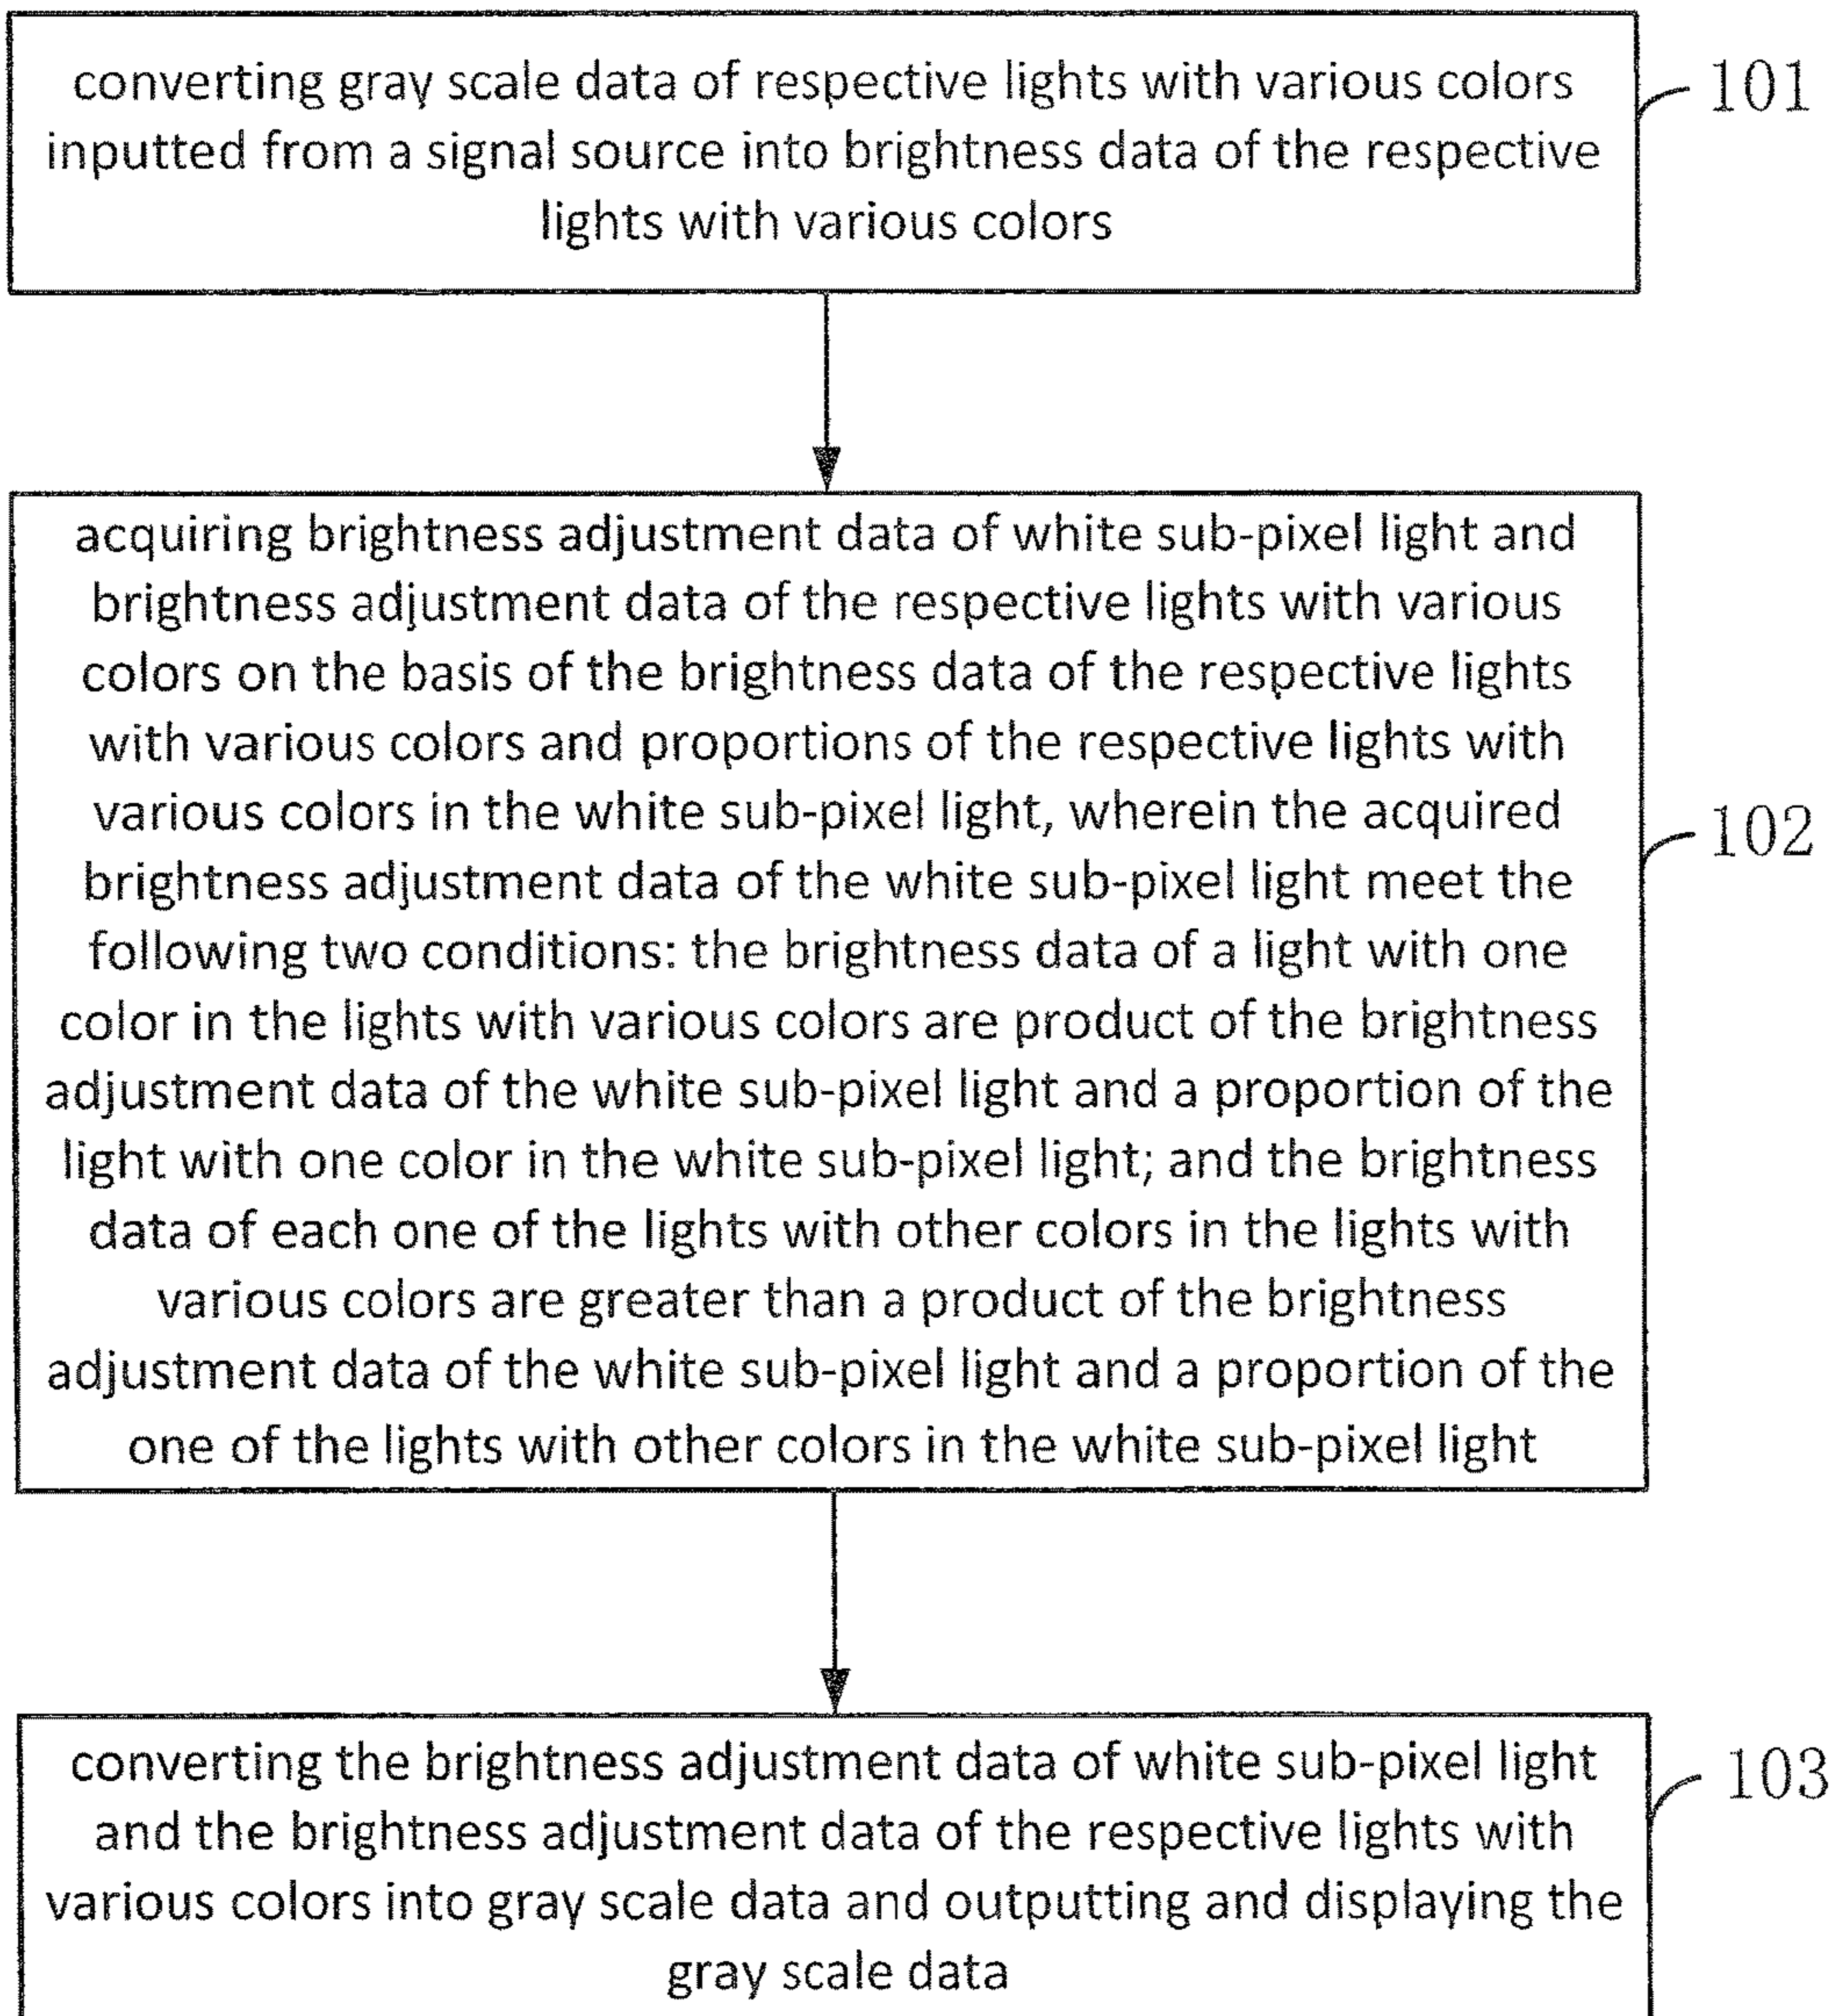 converting gray scale data of respective lights with various colors
inputted from a signal source into brightness data of the respective
lights with various colors
101
acquiring brightness adjustment data of white sub-pixel light and
brightness adjustment data of the respective lights with various
colors on the basis of the brightness data of the respective lights
with various colors and proportions of the respective lights with
various colors in the white sub-pixel light, wherein the acquired
brightness adjustment data of the white sub-pixel light meet the
following two conditions: the brightness data of a light with one
color in the lights with various colors are product of the brightness
adjustment data of the white sub-pixel light and a proportion of the
light with one color in the white sub-pixel light; and the brightness
data of each one of the lights with other colors in the lights with
various colors are greater than a product of the brightness
adjustment data of the white sub-pixel light and a proportion of the
one of the lights with other colors in the white sub-pixel light
102
converting the brightness adjustment data of white sub-pixel light
and the brightness adjustment data of the respective lights with
various colors into gray scale data and outputting and displaying the
gray scale data
103